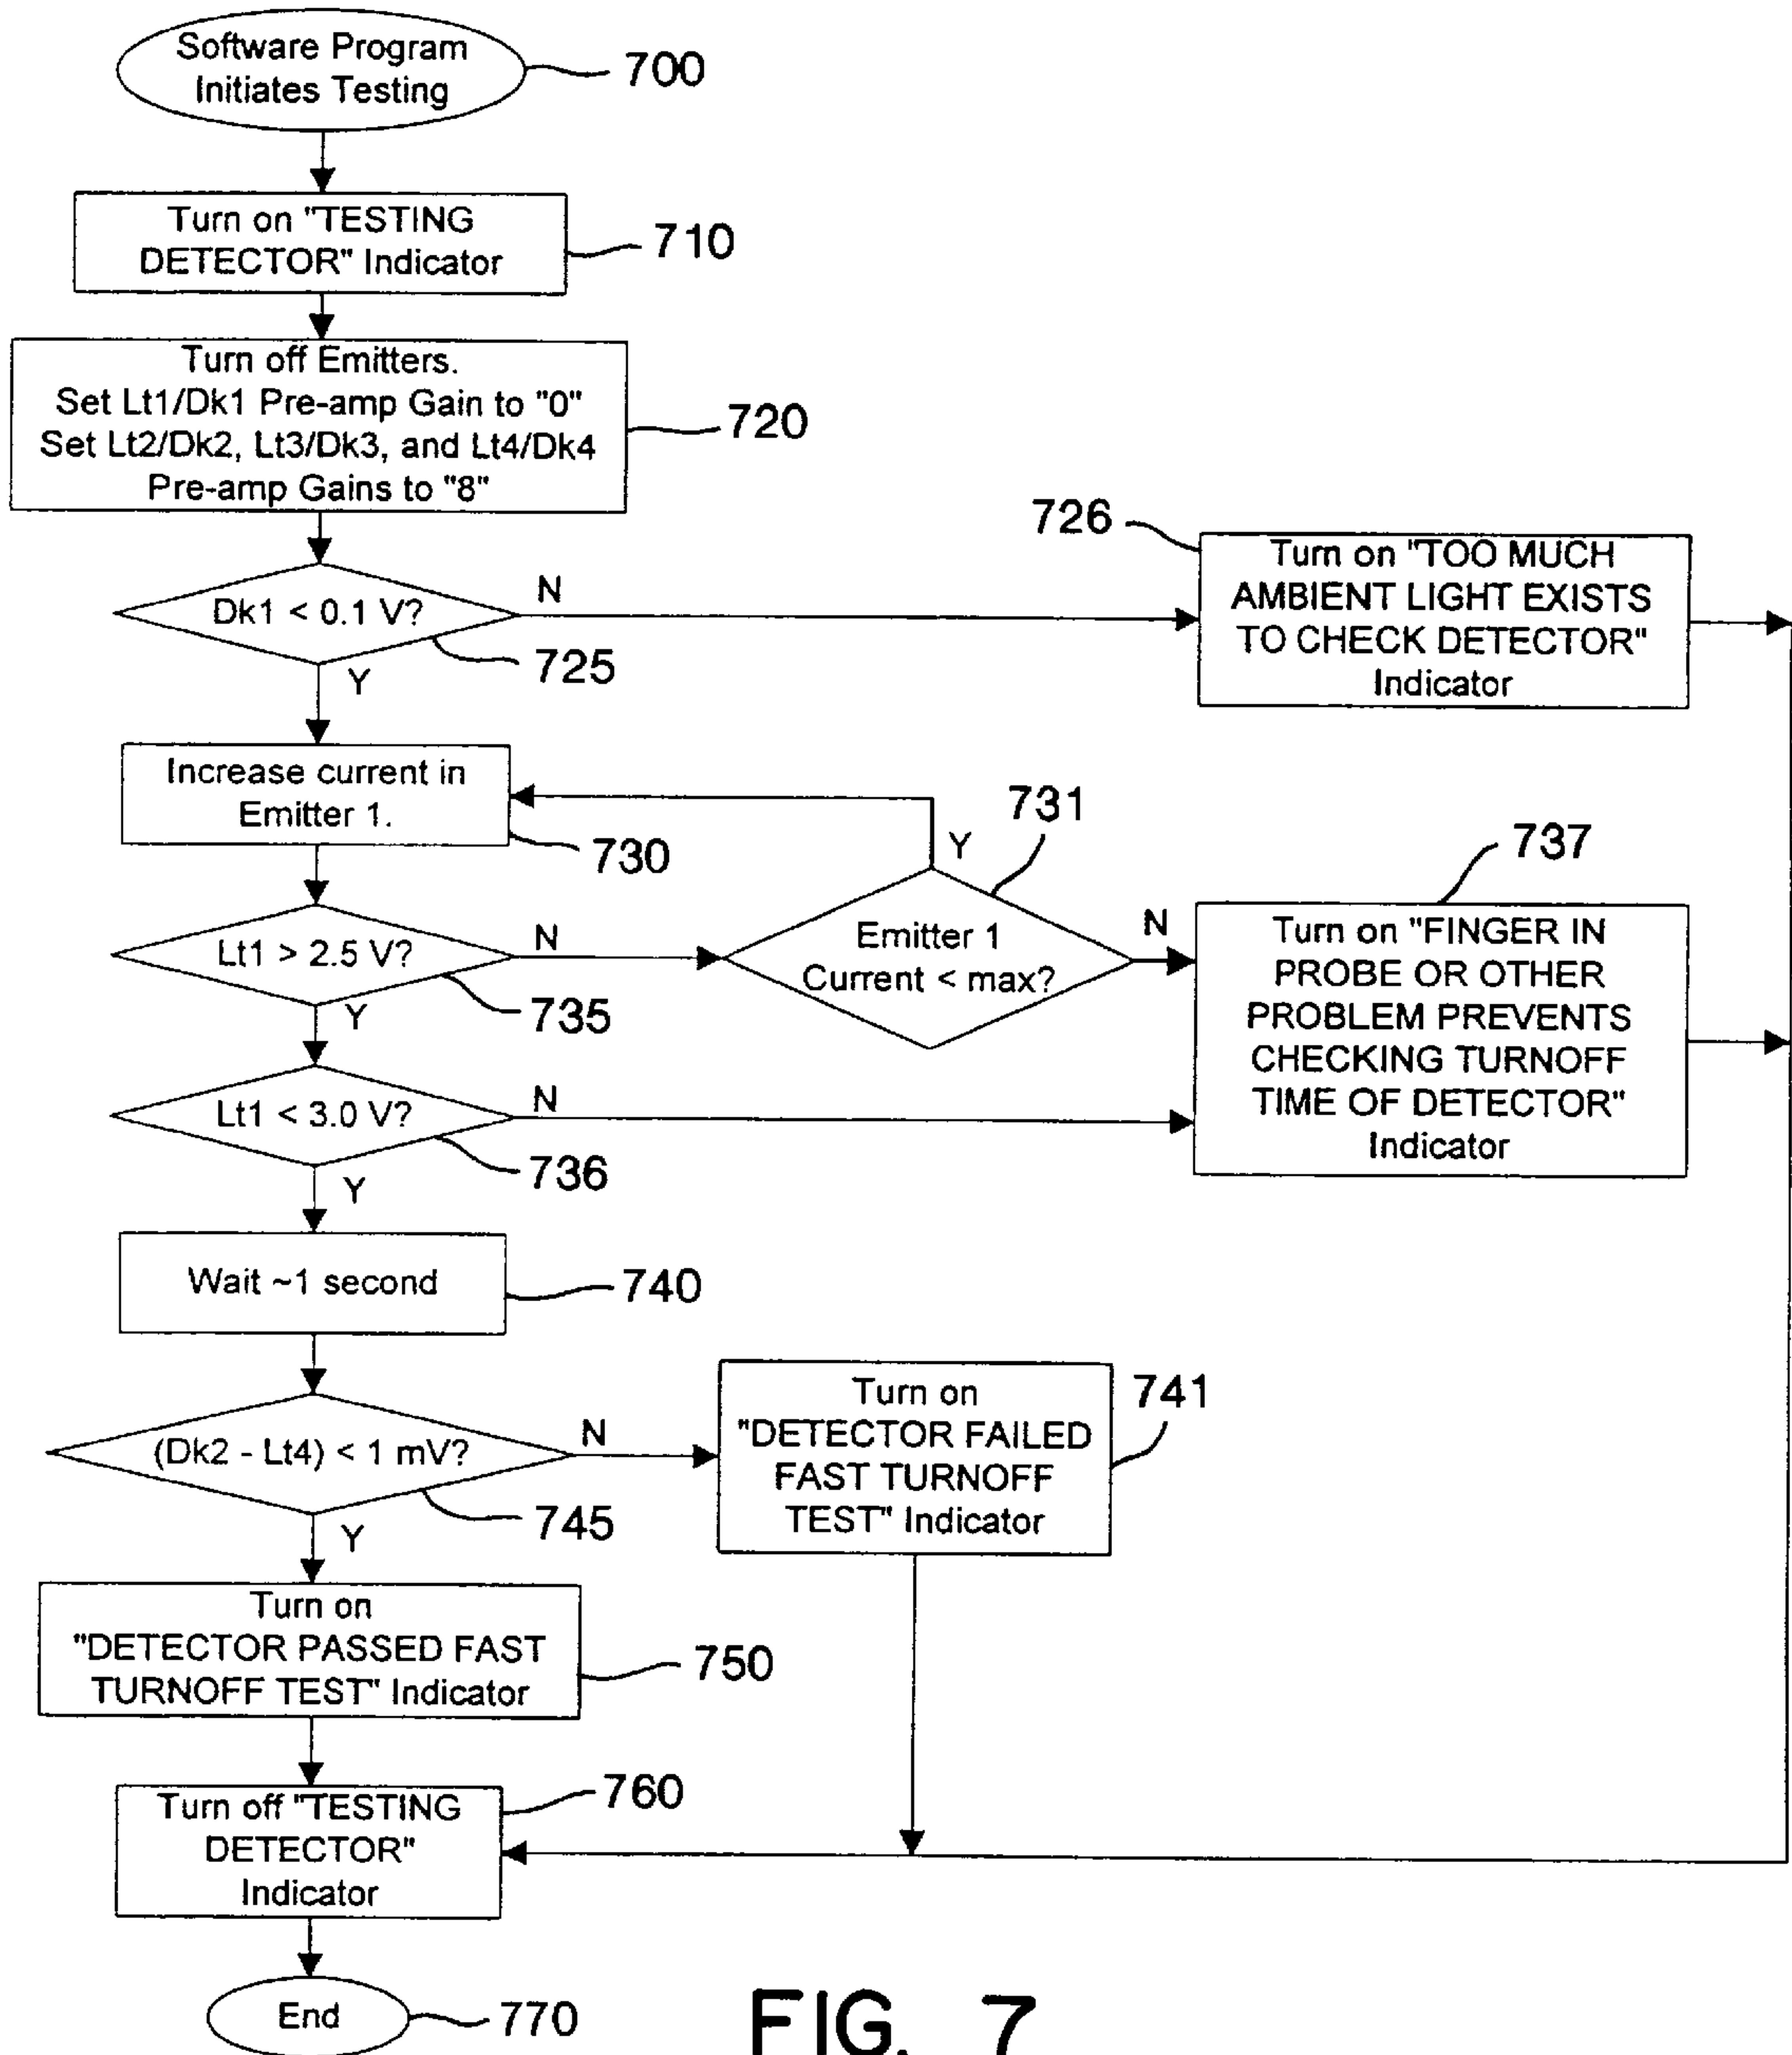 Software Program
Initiates Testing
700
Turn on "TESTING
DETECTOR" Indicator
710
Turn off Emitters.
Set Lt1/Dk1 Pre-amp Gain to "0"
Set Lt2/Dk2, Lt3/Dk3, and Lt4/Dk4
Pre-amp Gains to "8"
720
Dk1 < 0.1 V?
N
725
Y
726
Turn on "TOO MUCH
AMBIENT LIGHT EXISTS
TO CHECK DETECTOR"
Indicator
Increase current in
Emitter 1.
730
Lt1 > 2.5 V?
N
735
Y
731
Y
Emitter 1
Current < max?
N
737
Turn on "FINGER IN
PROBE OR OTHER
PROBLEM PREVENTS
CHECKING TURNOFF
TIME OF DETECTOR"
Indicator
Lt1 < 3.0 V?
N
736
Y
Wait ~1 second
740
(Dk2 - Lt4) < 1 mV?
N
745
Y
Turn on
"DETECTOR FAILED
FAST TURNOFF
TEST" Indicator
741
Turn on
"DETECTOR PASSED FAST
TURNOFF TEST" Indicator
750
Turn off "TESTING
DETECTOR"
Indicator
760
End
770
FIG. 7